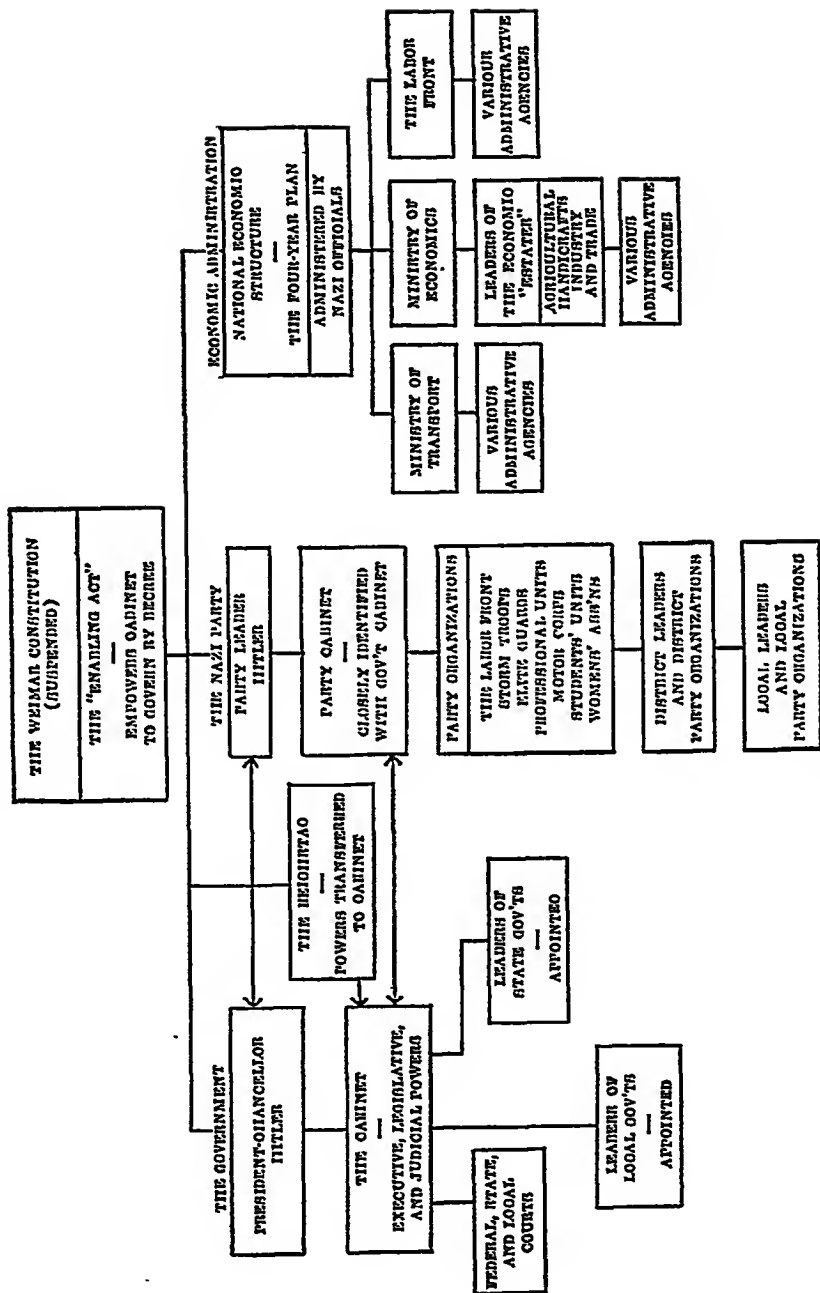 THE WEIMAR CONSTITUTION
(SUSPENDED)
THE "ENABLING ACT"
—
EMPOWERS CABINET
TO GOVERN BY DECREE
THE GOVERNMENT
PRESIDENT-CHANCELLOR
HITLER
THE CABINET
—
EXECUTIVE, LEGISLATIVE,
AND JUDICIAL POWERS
FEDERAL, STATE,
AND LOCAL
COURTS
LEADERS OF
LOCAL GOV'TS
—
APPOINTED
LEADERS OF
STATE GOV'TS
—
APPOINTED
THE REICHSTAG
—
POWERS TRANSFERRED
TO CABINET
THE NAZI PARTY
PARTY LEADER
HITLER
PARTY CABINET
—
CLOSELY IDENTIFIED
WITH GOV'T CABINET
PARTY ORGANIZATIONS
THE LABOR FRONT
STORM TROOPS
ELITE GUARDS
PROFESSIONAL UNITS
MOTOR CORPS
STUDENTS' UNITS
WOMENS' ASS'NS
DISTRICT LEADERS
AND DISTRICT
PARTY ORGANIZATIONS
LOCAL LEADERS
AND LOCAL
PARTY ORGANIZATIONS
ECONOMIC ADMINISTRATION
NATIONAL ECONOMIC
STRUCTURE
—
THE FOUR-YEAR PLAN
ADMINISTERED BY
NAZI OFFICIALS
MINISTRY OF
TRANSPORT
VARIOUS
ADMINISTRATIVE
AGENCIES
MINISTRY OF
ECONOMICS
LEADERS OF
THE ECONOMIC
"ESTATES"
AGRICULTURAL
HANDICRAFTS
INDUSTRY
AND TRADE
VARIOUS
ADMINISTRATIVE
AGENCIES
THE LABOR
FRONT
VARIOUS
ADMINISTRATIVE
AGENCIES